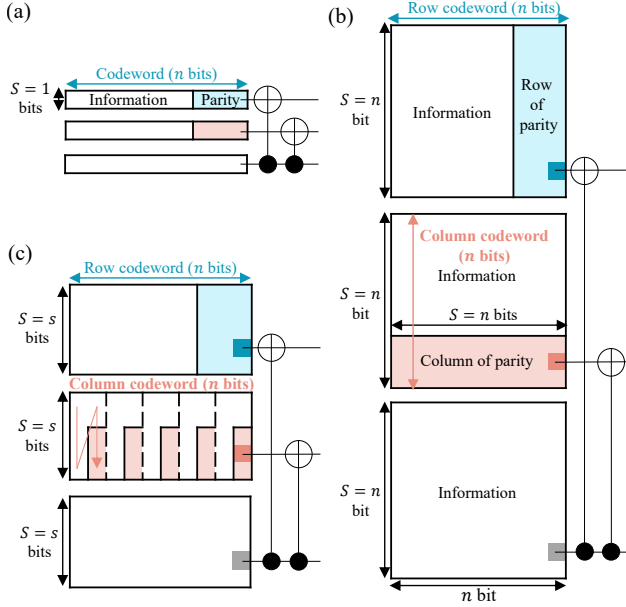 (a)
Codeword (n bits)
S = 1
bits
Information
Parity
(b)
Row codeword (n bits)
S = n
bit
Information
Row
of
parity
Column codeword
(n bits)
Information
S = n
bit
S = n bits
Column of parity
S = n
bit
Information
n bit
(c)
Row codeword (n bits)
S = s
bits
Column codeword (n bits)
S = s
bits
S = s
bits